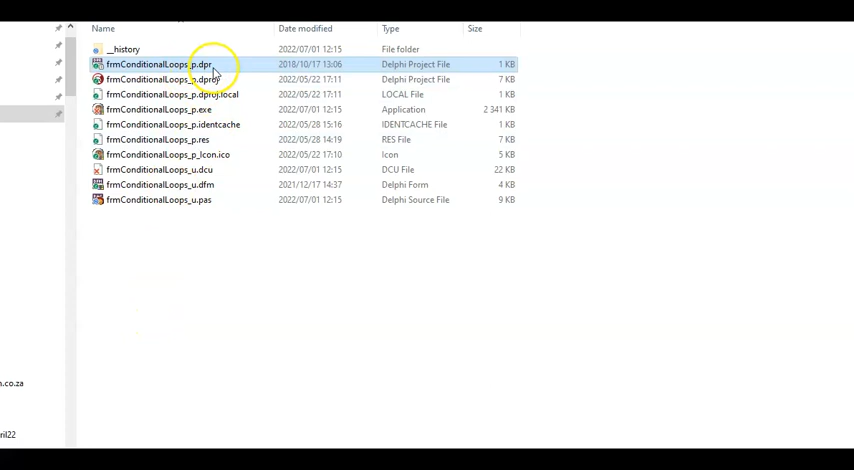 Name Date modified Type Size
__history 2022/07/01 12:15 File folder
frmConditionalLoops_p.dpr 2018/10/17 13:06 Delphi Project File 1 KB
frmConditionalLoops_p.dproj 2022/05/22 17:11 Delphi Project File 7 KB
frmConditionalLoops_p.dproj.local 2022/05/22 17:11 LOCAL File 1 KB
frmConditionalLoops_p.exe 2022/07/01 12:15 Application 2 341 KB
frmConditionalLoops_p.identcache 2022/05/28 15:16 IDENTCACHE File 1 KB
frmConditionalLoops_p.res 2022/05/28 14:19 RES File 7 KB
frmConditionalLoops_p_Icon.ico 2022/05/22 17:10 Icon 5 KB
frmConditionalLoops_u.dcu 2022/07/01 12:15 DCU File 22 KB
frmConditionalLoops_u.dfm 2021/12/17 14:37 Delphi Form 4 KB
frmConditionalLoops_u.pas 2022/07/01 12:15 Delphi Source File 9 KB
n.co.za
ril22